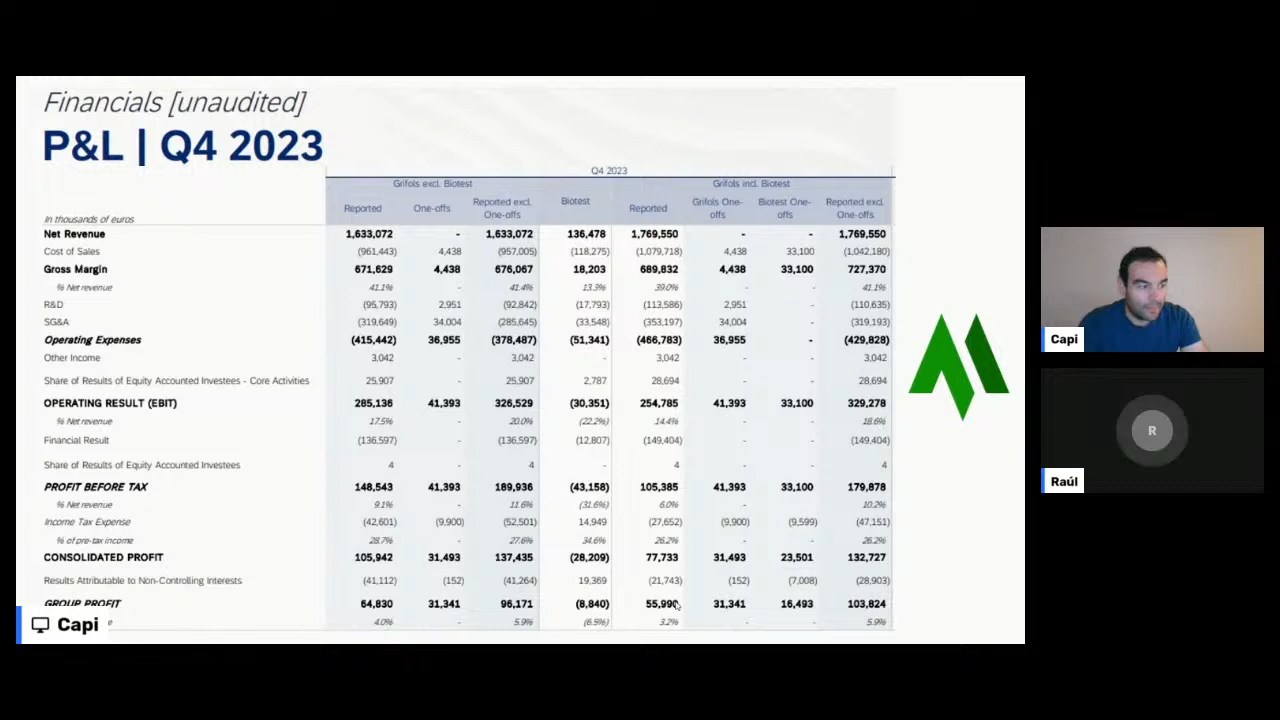 Financials [unaudited]
P&L | Q4 2023
Q4 2023
Grifols excl. Biotest Grifols incl. Biotest
In thousands of euros Reported One-offs Reported excl. One-offs Biotest Reported Grifols One-offs Biotest One-offs Reported excl. One-offs
Net Revenue 1,633,072 - 1,633,072 136,478 1,769,550 - - 1,769,550
Cost of Sales (961,443) 4,438 (957,005) (118,275) (1,079,718) 4,438 33,100 (1,042,180)
Gross Margin 671,629 4,438 676,067 18,203 689,832 4,438 33,100 727,370
% Net revenue 41.1% - 41.4% 13.3% 39.0% - - 41.1%
R&D (95,793) 2,951 (92,842) (17,793) (113,586) 2,951 - (110,635)
SG&A (319,649) 34,004 (285,645) (33,548) (353,197) 34,004 - (319,193)
Operating Expenses (415,442) 36,955 (378,487) (51,341) (466,783) 36,955 - (429,828)
Other Income 3,042 - 3,042 - 3,042 - - 3,042
Share of Results of Equity Accounted Investees - Core Activities 25,907 - 25,907 2,787 28,694 - - 28,694
OPERATING RESULT (EBIT) 285,136 41,393 326,529 (30,351) 254,785 41,393 33,100 329,278
% Net revenue 17.5% - 20.0% (22.2%) 14.4% - - 18.6%
Financial Result (136,597) - (136,597) (12,807) (149,404) - - (149,404)
Share of Results of Equity Accounted Investees 4 - 4 - 4 - - 4
PROFIT BEFORE TAX 148,543 41,393 189,936 (43,158) 105,385 41,393 33,100 179,878
% Net revenue 9.1% - 11.6% (31.6%) 6.0% - - 10.2%
Income Tax Expense (42,601) (9,900) (52,501) 14,949 (27,652) (9,900) (9,599) (47,151)
% of pre-tax income 28.7% - 27.6% 34.6% 26.2% - - 26.2%
CONSOLIDATED PROFIT 105,942 31,493 137,435 (28,209) 77,733 31,493 23,501 132,727
Results Attributable to Non-Controlling Interests (41,112) (152) (41,264) 19,369 (21,743) (152) (7,008) (28,903)
GROUP PROFIT 64,830 31,341 96,171 (8,840) 55,990 31,341 16,493 103,824
4.0% - 5.9% (6.5%) 3.2% - - 5.9%
Capi
Capi
R
Raúl